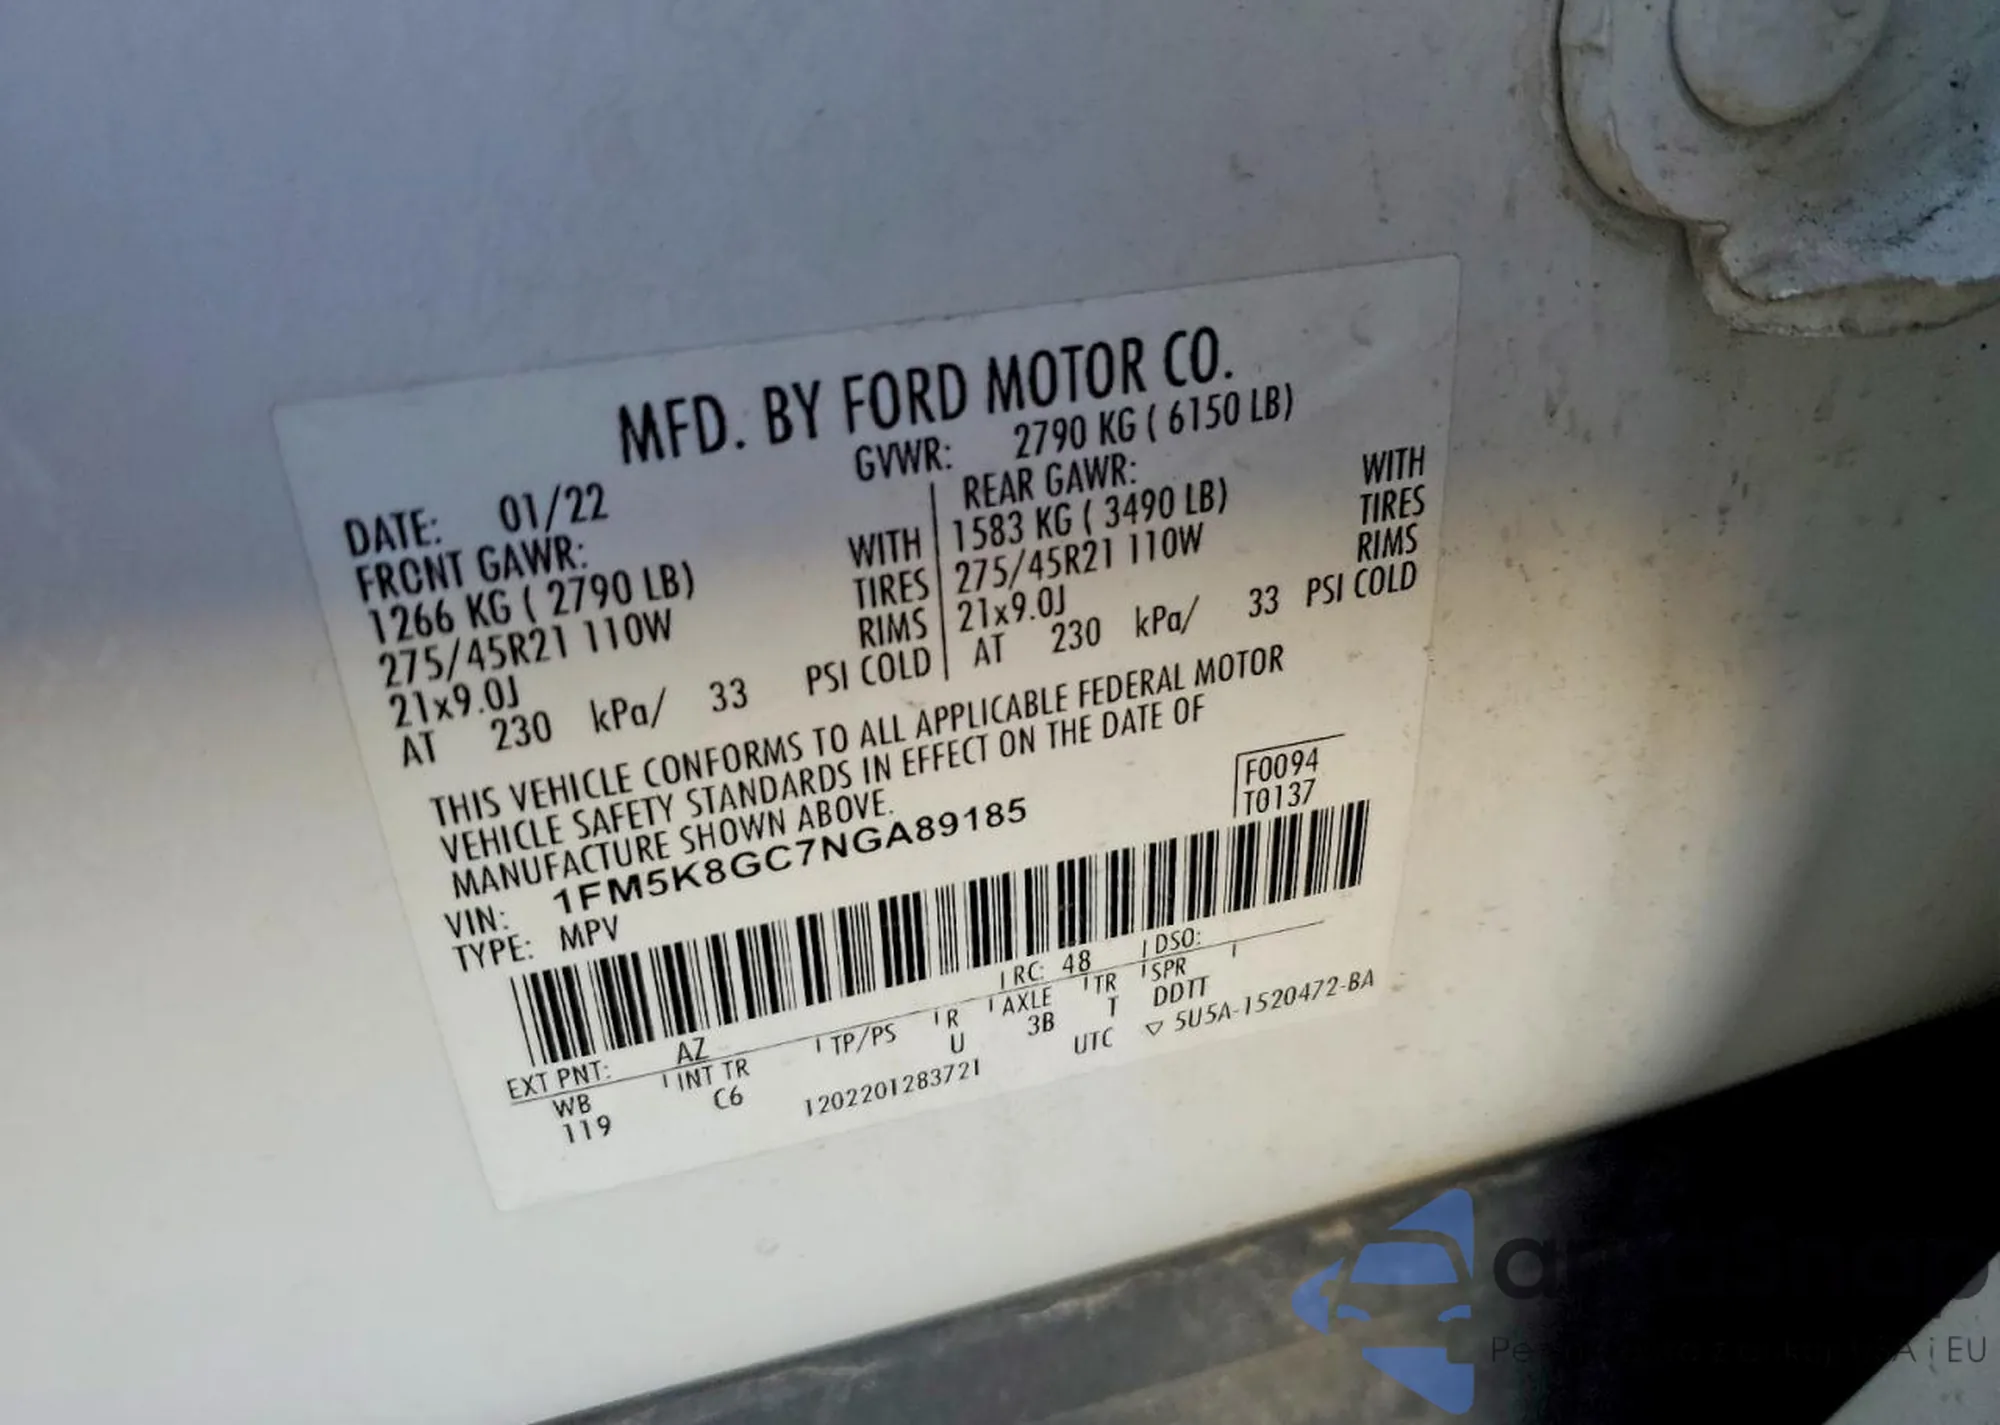 MFD. BY FORD MOTOR CO.
DATE: 01/22 GVWR: 2790 KG ( 6150 LB)
FRONT GAWR: REAR GAWR:
1266 KG ( 2790 LB) WITH 1583 KG ( 3490 LB) WITH
275/45R21 110W TIRES 275/45R21 110W TIRES
21x9.0J RIMS 21x9.0J RIMS
AT 230 kPa/ 33 PSI COLD AT 230 kPa/ 33 PSI COLD
THIS VEHICLE CONFORMS TO ALL APPLICABLE FEDERAL MOTOR
VEHICLE SAFETY STANDARDS IN EFFECT ON THE DATE OF
MANUFACTURE SHOWN ABOVE.
F0094
T0137
VIN: 1FM5K8GC7NGA89185
TYPE: MPV
EXT PNT: AZ RC: 48 DSO:
WB INT TR TP/PS R AXLE TR SPR
119 C6 U 3B T DDTT
1202201283721 UTC ▽ 5U5A-1520472-BA
EU